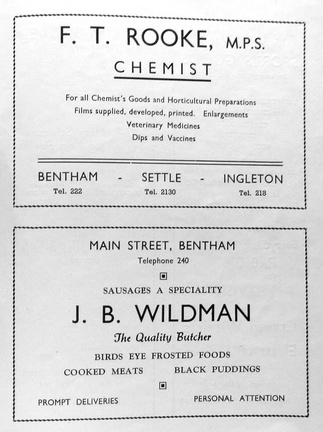 F. T. ROOKE, M.P.S.
CHEMIST
For all Chemist's Goods and Horticultural Preparations
Films supplied, developed, printed. Enlargements
Veterinary Medicines
Dips and Vaccines
BENTHAM - SETTLE - INGLETON
Tel. 222 Tel. 2130 Tel. 218
MAIN STREET, BENTHAM
Telephone 240
SAUSAGES A SPECIALITY
J. B. WILDMAN
The Quality Butcher
BIRDS EYE FROSTED FOODS
COOKED MEATS BLACK PUDDINGS
PROMPT DELIVERIES PERSONAL ATTENTION